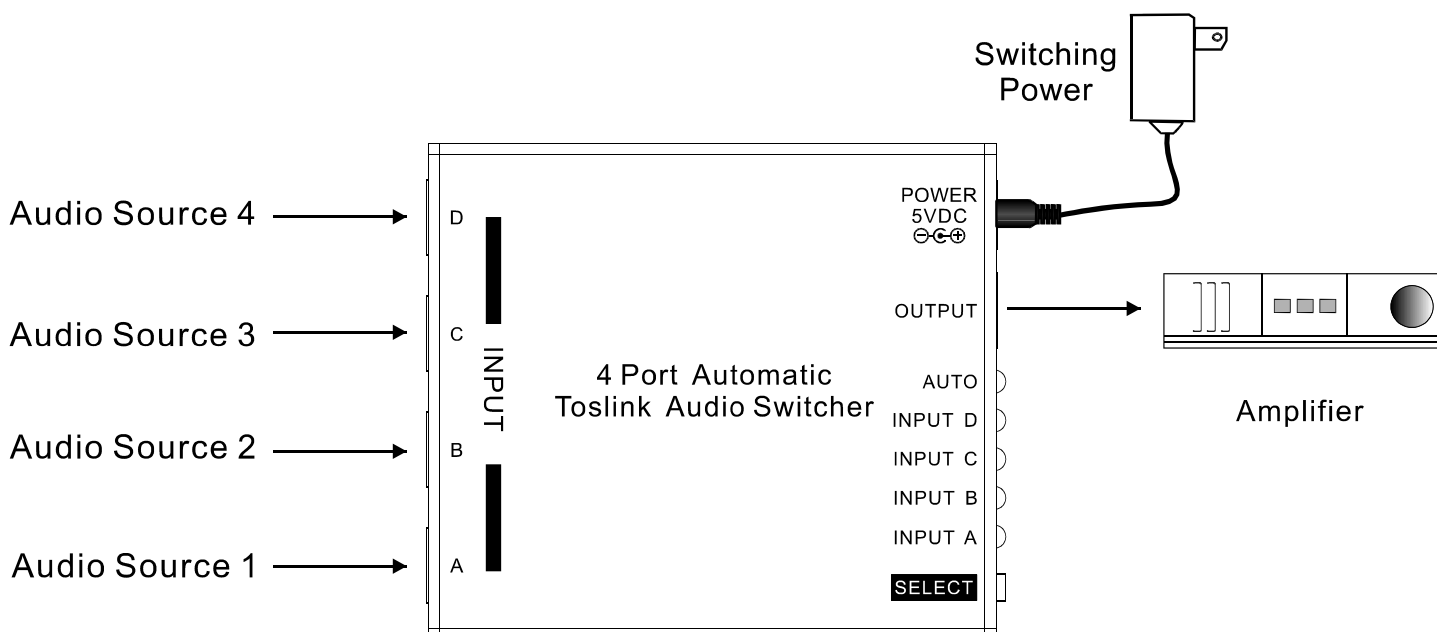 Switching
Power
Audio Source 4
Audio Source 3
Audio Source 2
Audio Source 1
D
C
B
A
INPUT
4 Port Automatic
Toslink Audio Switcher
POWER
5VDC
OUTPUT
AUTO
INPUT D
INPUT C
INPUT B
INPUT A
SELECT
Amplifier